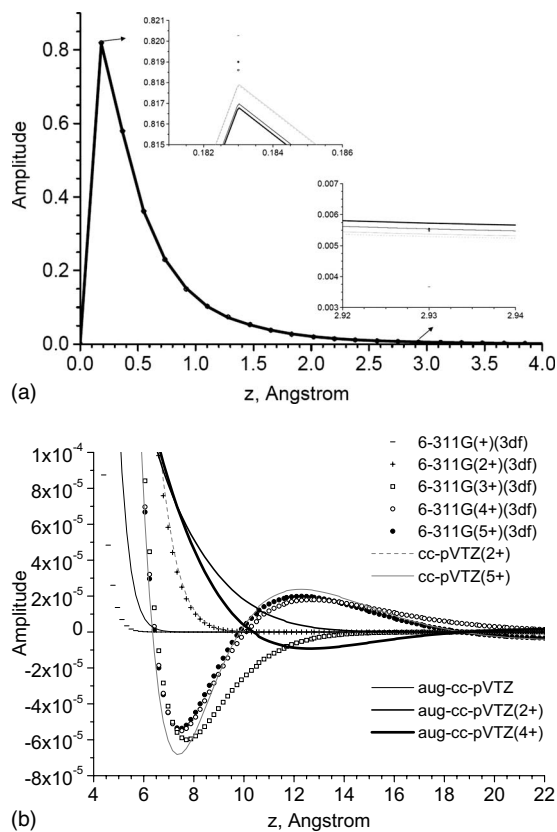 0.8
0.6
0.4
0.2
0.0
Amplitude
0.0 0.5 1.0 1.5 2.0 2.5 3.0 3.5 4.0
z, Angstrom
0.821
0.820
0.819
0.818
0.817
0.816
0.815
0.182 0.184 0.186
0.007
0.006
0.005
0.004
0.003
2.92 2.93 2.94
(a)
1x10⁻⁴
8x10⁻⁵
6x10⁻⁵
4x10⁻⁵
2x10⁻⁵
0
-2x10⁻⁵
-4x10⁻⁵
-6x10⁻⁵
-8x10⁻⁵
Amplitude
6-311G(+)(3df)
6-311G(2+)(3df)
6-311G(3+)(3df)
6-311G(4+)(3df)
6-311G(5+)(3df)
cc-pVTZ(2+)
cc-pVTZ(5+)
aug-cc-pVTZ
aug-cc-pVTZ(2+)
aug-cc-pVTZ(4+)
4 6 8 10 12 14 16 18 20 22
z, Angstrom
(b)